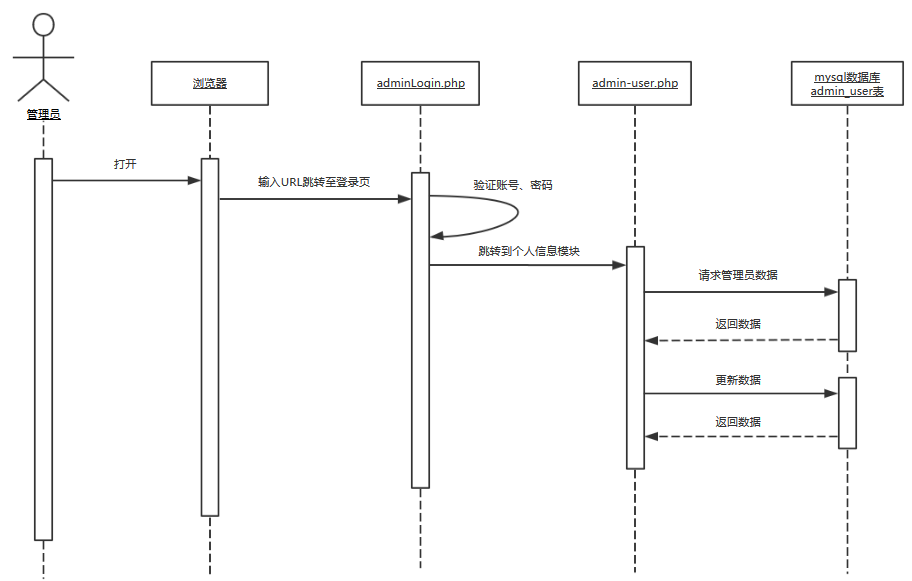 浏览器
adminLogin.php
admin-user.php
mysql数据库
admin_user表
管理员
打开
输入URL跳转至登录页
验证账号、密码
跳转到个人信息模块
请求管理员数据
返回数据
更新数据
返回数据